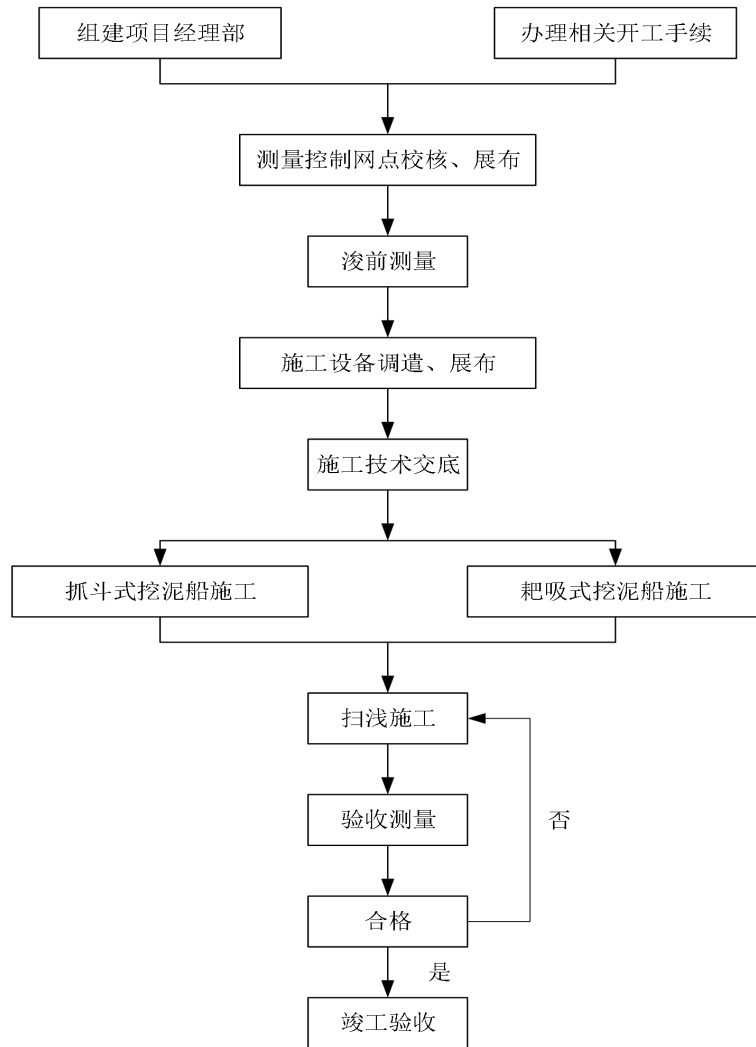 组建项目经理部
办理相关开工手续
测量控制网点校核、展布
浚前测量
施工设备调遣、展布
施工技术交底
抓斗式挖泥船施工
耙吸式挖泥船施工
扫浅施工
验收测量
否
合格
是
竣工验收